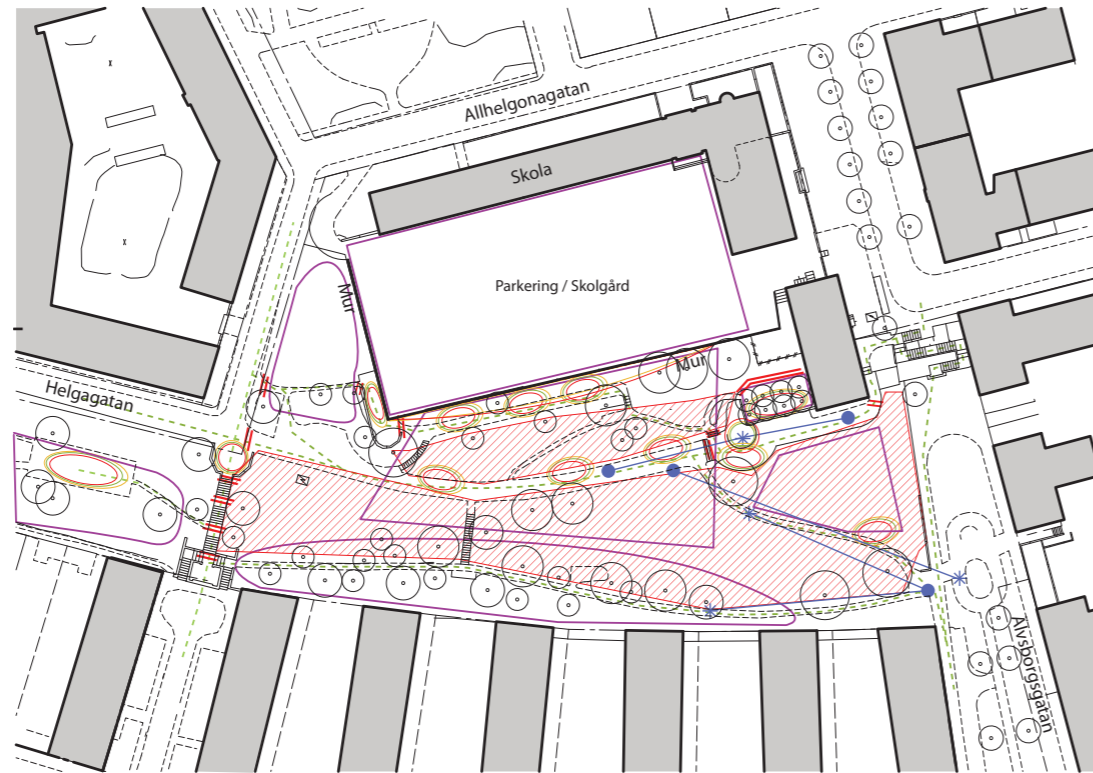 Allhelgonagatan
Skola
Parkering / Skolgård
Mur
Mur
Helgagatan
Älvsborgsgatan